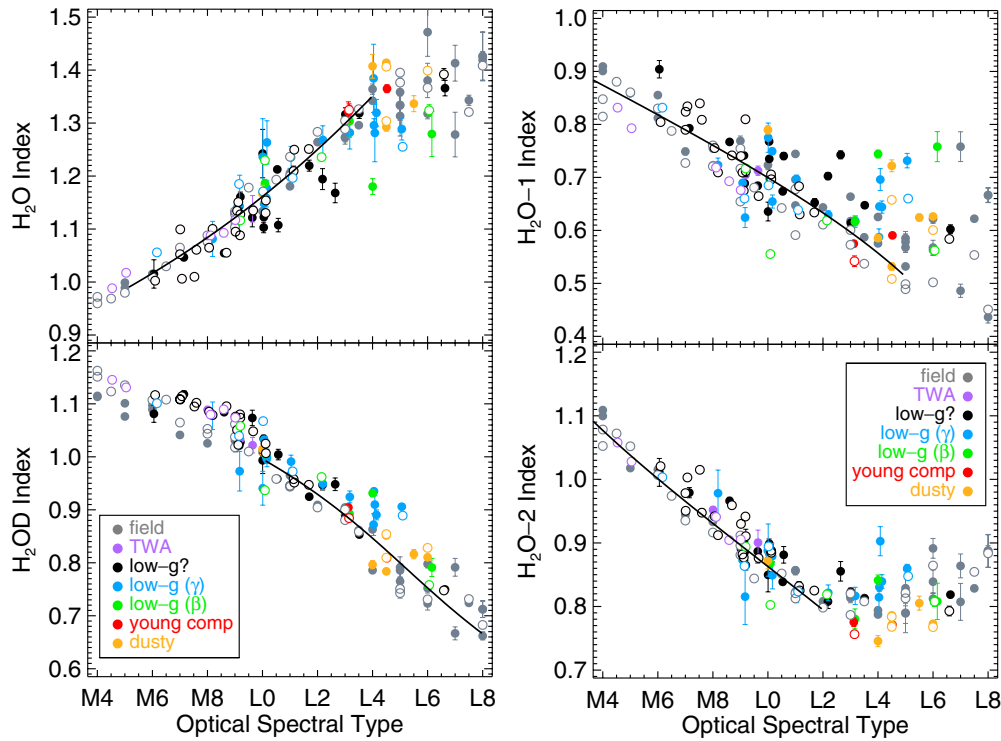 1.5
1.4
1.3
1.2
1.1
1.0
0.9
H2O Index
0.9
0.8
0.7
0.6
0.5
0.4
H2O−1 Index
1.2
1.1
1.0
0.9
0.8
0.7
0.6
H2OD Index
field
TWA
low−g?
low−g (γ)
low−g (β)
young comp
dusty
M4 M6 M8 L0 L2 L4 L6 L8
Optical Spectral Type
1.2
1.1
1.0
0.9
0.8
0.7
H2O−2 Index
field
TWA
low−g?
low−g (γ)
low−g (β)
young comp
dusty
M4 M6 M8 L0 L2 L4 L6 L8
Optical Spectral Type